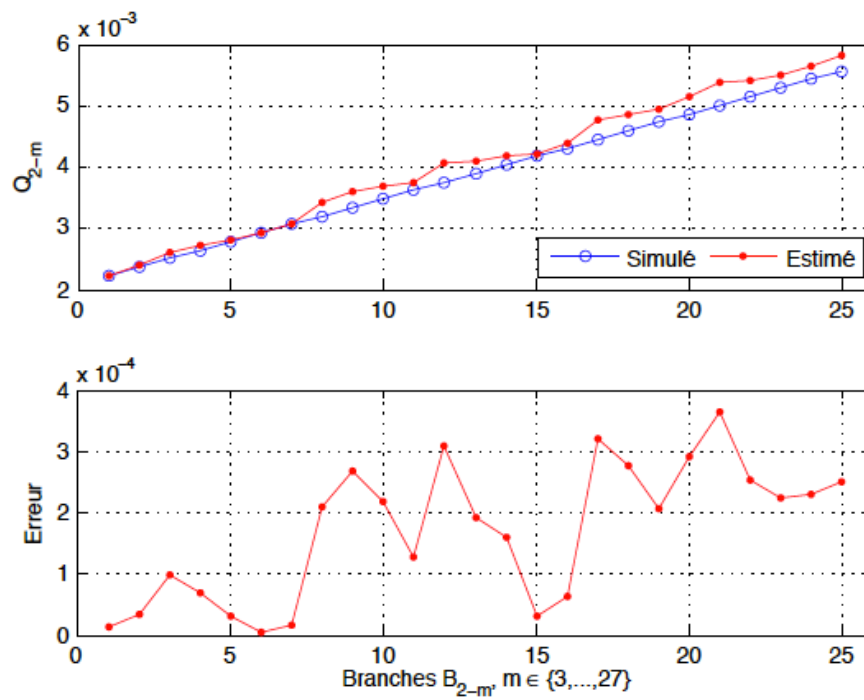 x 10⁻³
6
5
4
3
2
Q₂₋ₘ
0 5 10 15 20 25
Simulé Estimé
x 10⁻⁴
4
3
2
1
0
Erreur
0 5 10 15 20 25
Branches B₂₋ₘ, m ∈ {3,...,27}